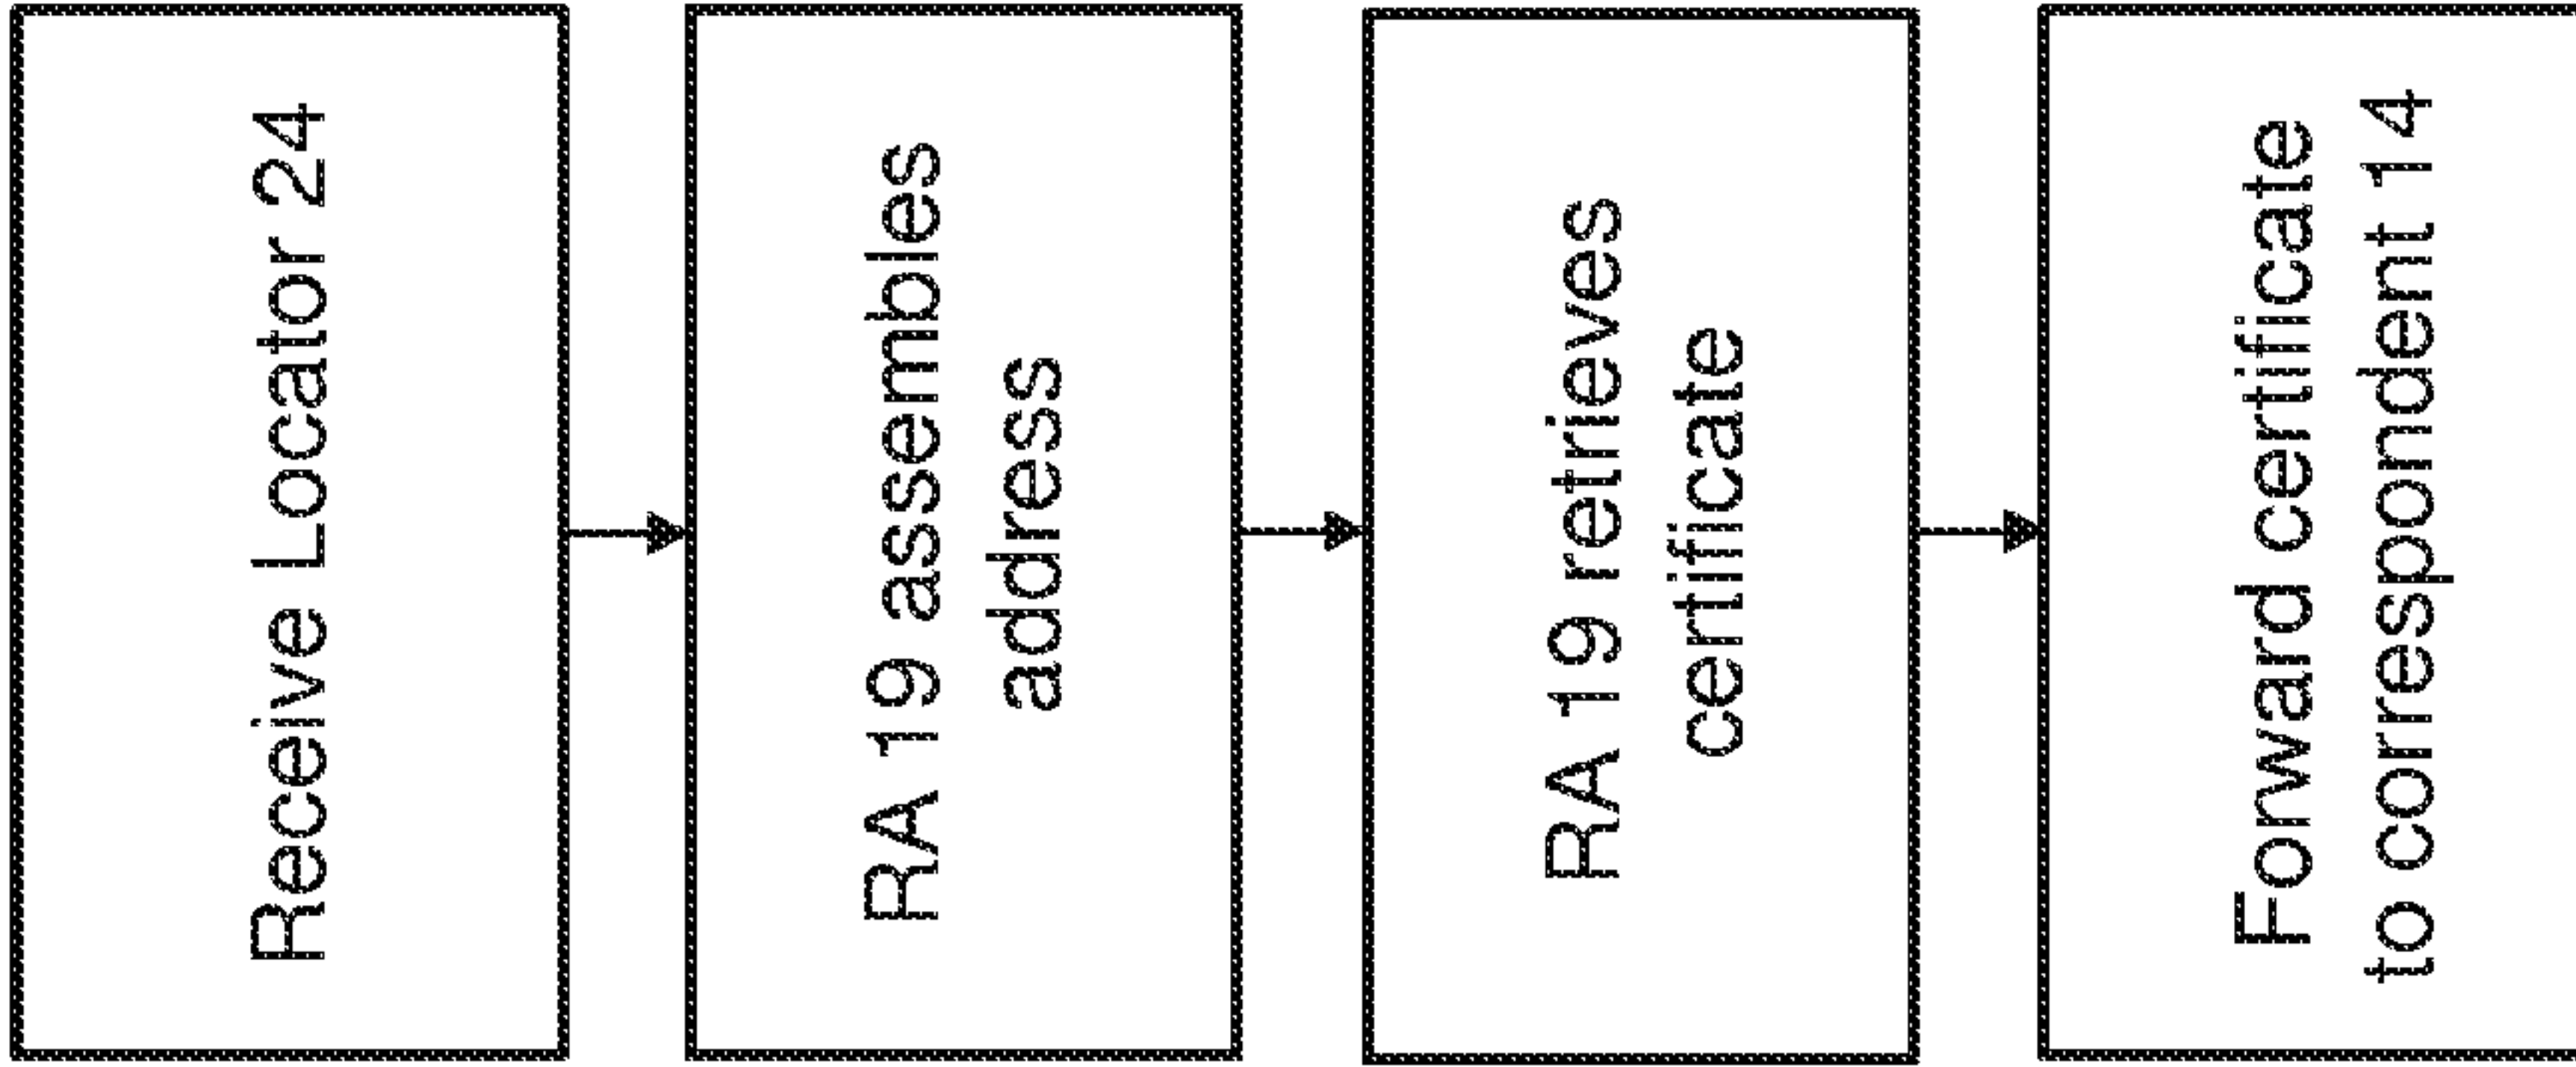 Receive Locator 24
RA 19 assembles
address
RA 19 retrieves
certificate
Forward certificate
to correspondent 14